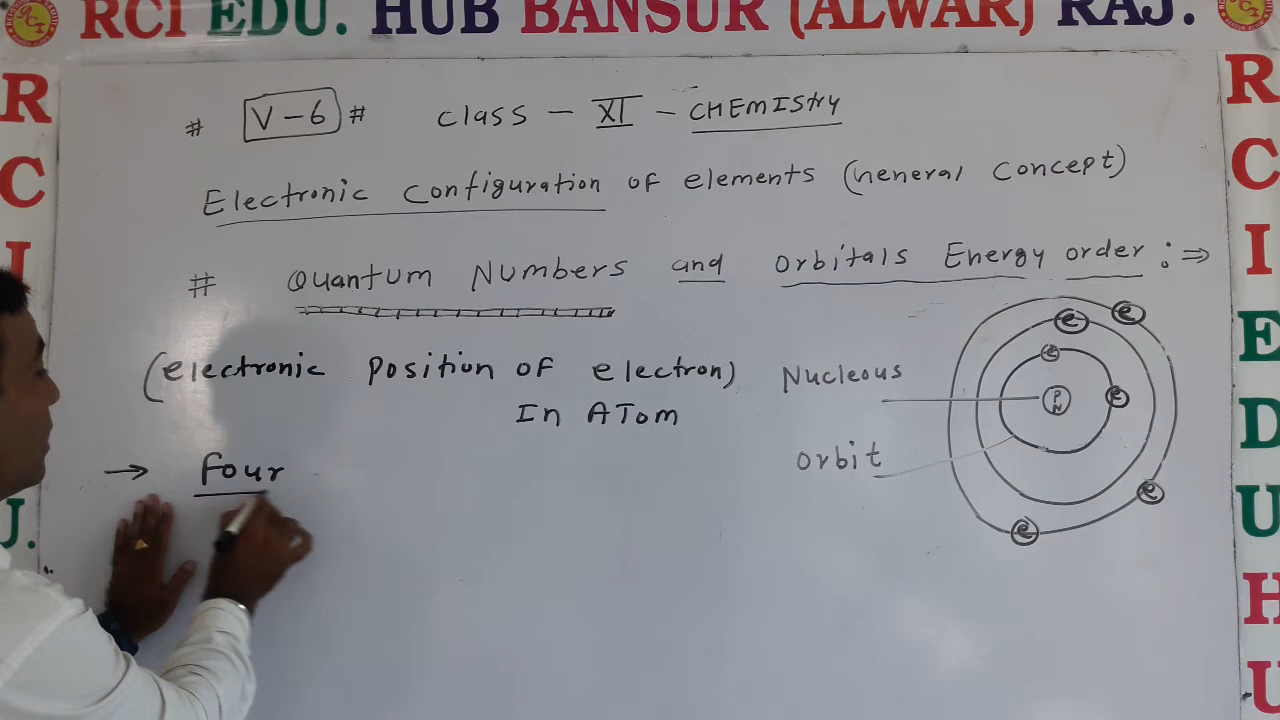 RCI EDU. HUB BANSUR (ALWAR) RAJ.
# V-6 # class - XI - CHEMIStry
Electronic configuration of elements (General concept)
# Quantum Numbers and orbitals Energy order :⇒
(electronic position of electron)
In ATom
→ four
Nucleous
orbit
e
e
e
e
e
e
P
N
R
C
I
J.
R
C
I
E
D
U
H
U